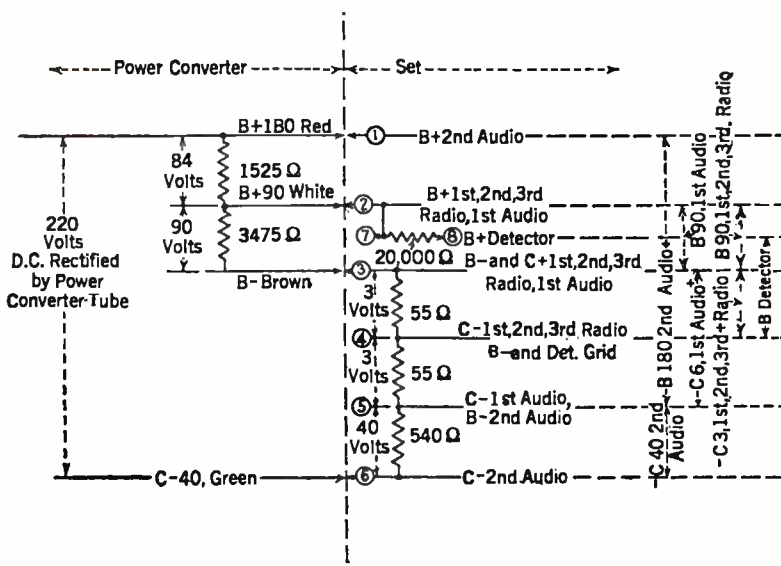 Power Converter
Set
B+180 Red
① B+2nd Audio
84
Volts
1525 Ω
B+90 White
② B+1st,2nd,3rd
Radio,1st Audio
220
Volts
D.C. Rectified
by Power
Converter-Tube
90
Volts
3475 Ω
⑦ ⑧ B+Detector
20,000 Ω
B-Brown
③ B-and C+1st,2nd,3rd
Radio,1st Audio
3
Volts
55 Ω
④ C-1st,2nd,3rd Radio
B-and Det. Grid
3
Volts
55 Ω
⑤ C-1st Audio,
B-2nd Audio
40
Volts
540 Ω
C-40, Green
⑥ C-2nd Audio
-C 40 2nd
Audio
-B 180 2nd Audio+
-C6,1st Audio+
B 90,1st Audio
-C 3,1st,2nd,3rd+Radio
B 90,1st,2nd,3rd. Radio
B Detector